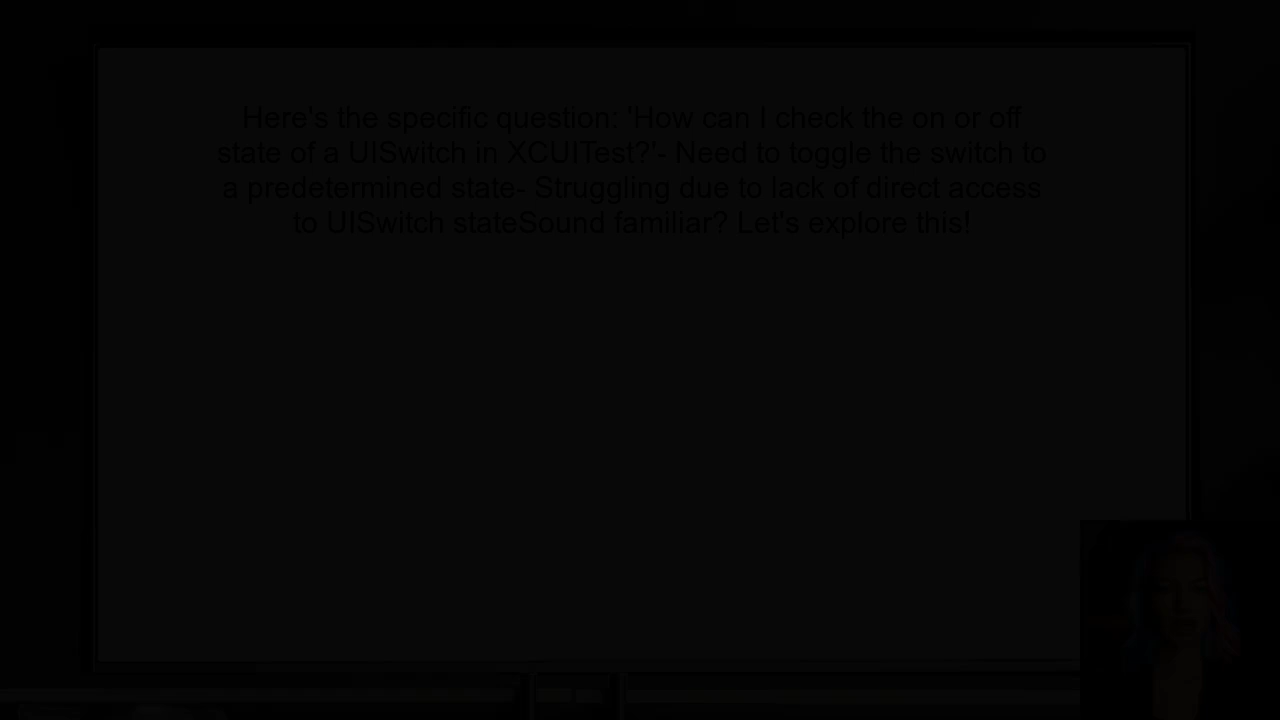 Here's the specific question: 'How can I check the on or off
state of a UISwitch in XCUITest?'- Need to toggle the switch to
a predetermined state- Struggling due to lack of direct access
to UISwitch stateSound familiar? Let's explore this!